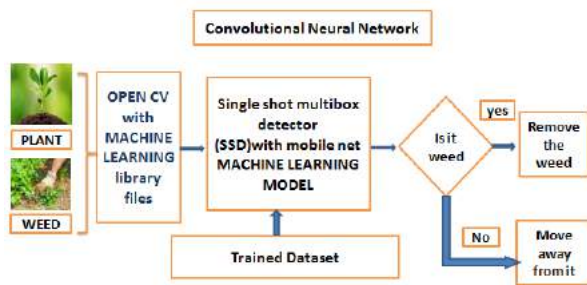 Convolutional Neural Network
PLANT
WEED
OPEN CV
with
MACHINE
LEARNING
library
files
Single shot multibox
detector
(SSD)with mobile net
MACHINE LEARNING
MODEL
Trained Dataset
Is it
weed
yes
Remove
the
weed
No
Move
away
from it